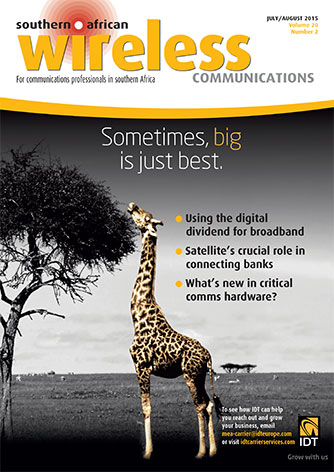 southern african
wireless
COMMUNICATIONS
For communications professionals in southern Africa
JULY/AUGUST 2015
Volume 20
Number 2
Sometimes, big
is just best.
Using the digital
dividend for broadband
Satellite's crucial role in
connecting banks
What's new in critical
comms hardware?
To see how IDT can help
you reach out and grow
your business, email
mea-carrier@idteurope.com
or visit idtcarrierservices.com
IDT
Grow with us